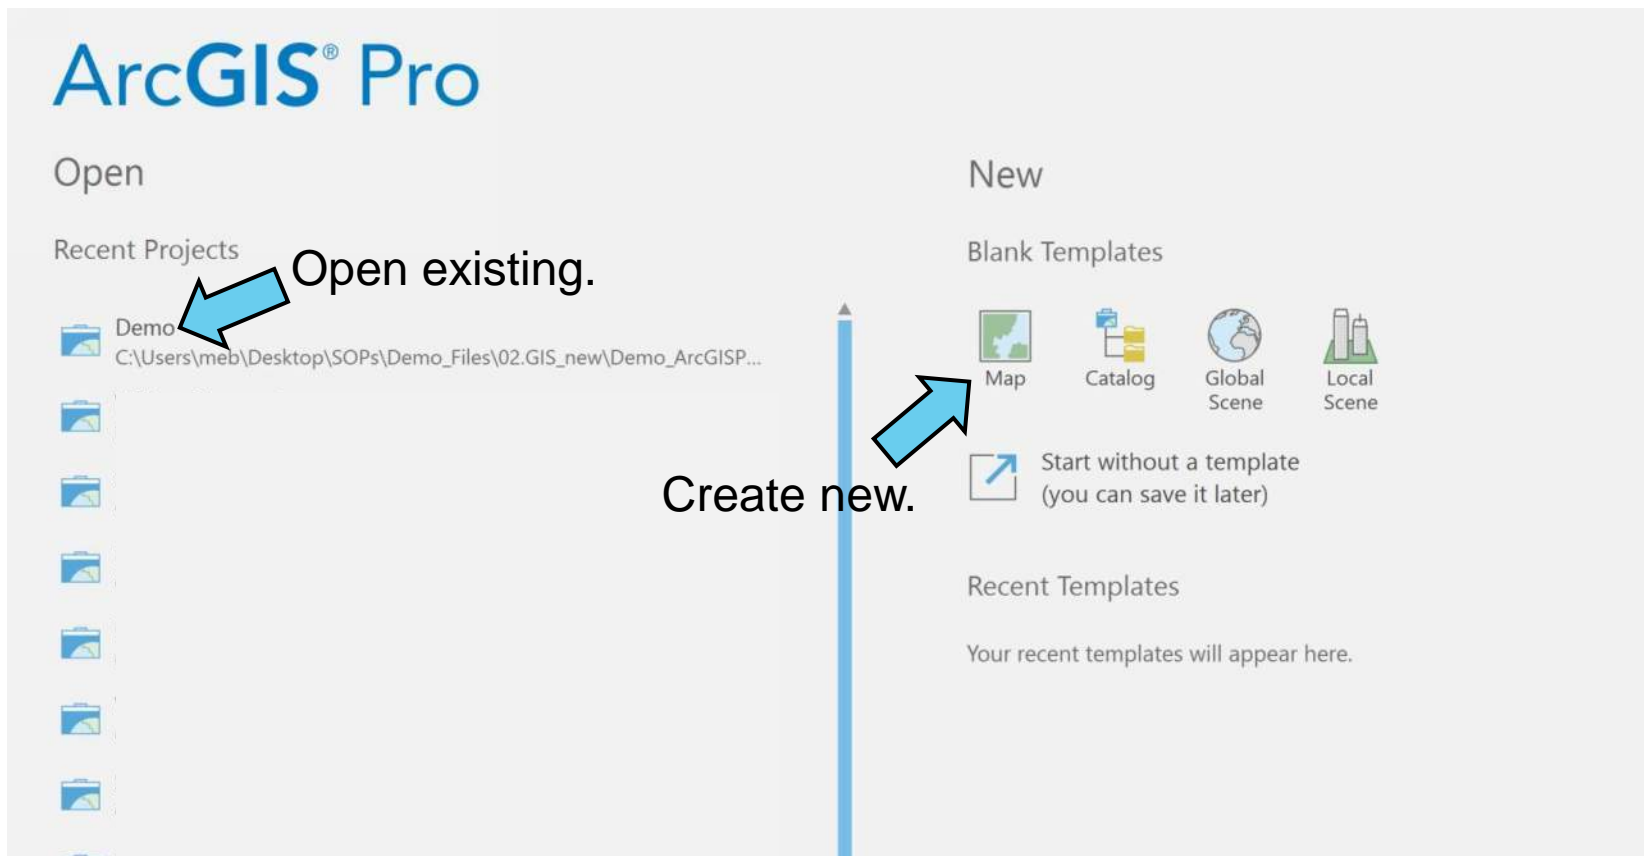 ArcGIS® Pro
Open
Recent Projects
Open existing.
Demo
C:\Users\meb\Desktop\SOPs\Demo_Files\02.GIS_new\Demo_ArcGISP...
New
Blank Templates
Map
Catalog
Global
Scene
Local
Scene
Create new.
Start without a template
(you can save it later)
Recent Templates
Your recent templates will appear here.